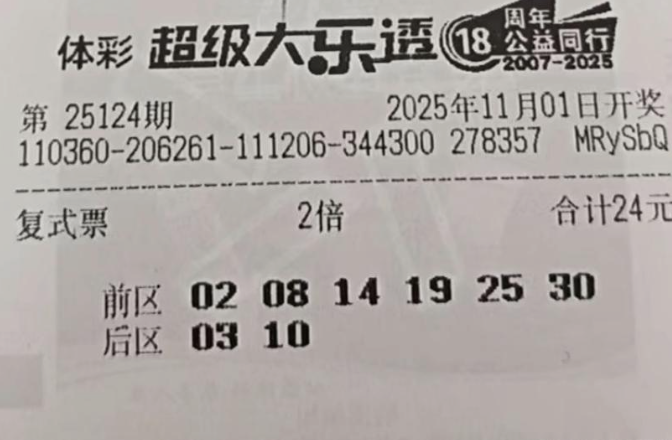 体彩 超级大乐透 18 周年
公益同行
2007-2025
第 25124期 2025年11月01日开奖
110360-206261-111206-344300 278357 MRySbQ
复式票 2倍 合计24元
前区 02 08 14 19 25 30
后区 03 10